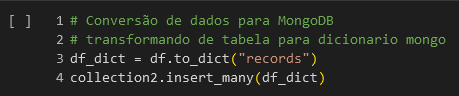 [ ] 1 # Conversão de dados para MongoDB
2 # transformando de tabela para dicionario mongo
3 df_dict = df.to_dict("records")
4 collection2.insert_many(df_dict)